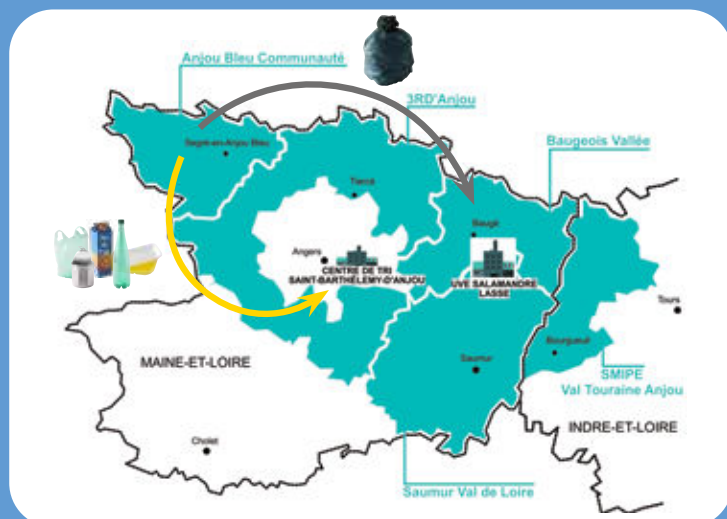 Anjou Bleu Communauté
3RD'Anjou
Baugeois Vallée
Segré-en-Anjou Bleu
Tiercé
Baugé
Angers
CENTRE DE TRI
SAINT-BARTHÉLEMY-D'ANJOU
UVE SALAMANDRE
LASSE
Tours
Bourgueil
MAINE-ET-LOIRE
Saumur
SMIPE
Val Touraine Anjou
INDRE-ET-LOIRE
Cholet
Saumur Val de Loire